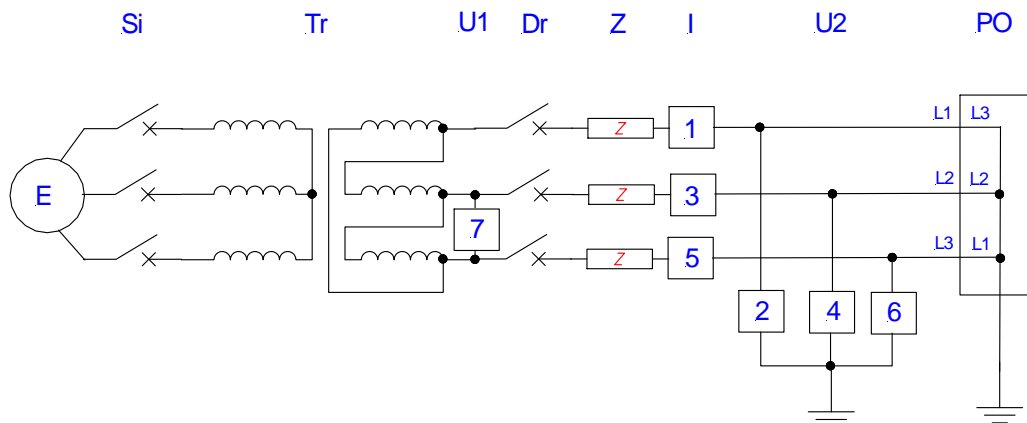 Si Tr U1 Dr Z I U2 PO
L1 L3
Z 1
E Z 3 L2 L2
7
Z 5 L3 L1
2 4 6